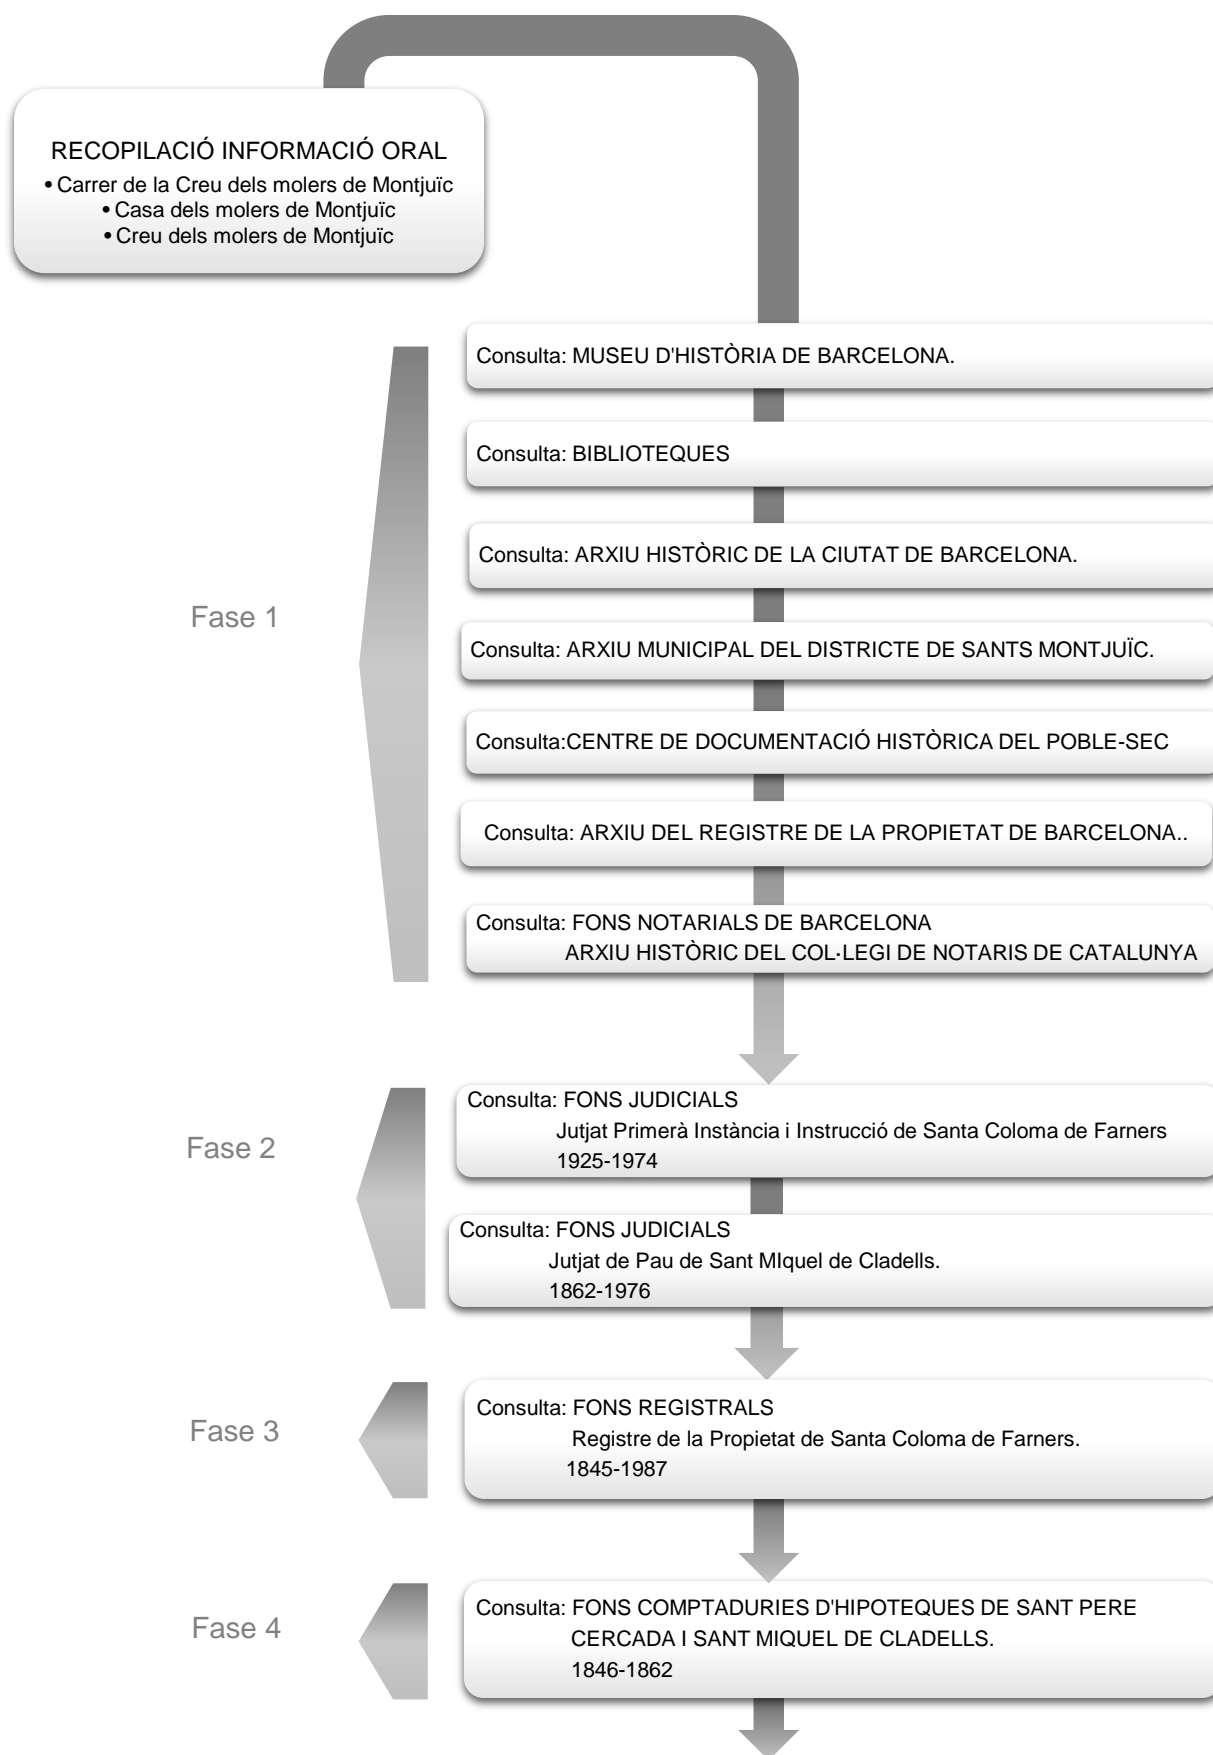 RECOPILACIÓ INFORMACIÓ ORAL
• Carrer de la Creu dels molers de Montjuïc
• Casa dels molers de Montjuïc
• Creu dels molers de Montjuïc
Fase 1
Consulta: MUSEU D'HISTÒRIA DE BARCELONA.
Consulta: BIBLIOTEQUES
Consulta: ARXIU HISTÒRIC DE LA CIUTAT DE BARCELONA.
Consulta: ARXIU MUNICIPAL DEL DISTRICTE DE SANTS MONTJUÏC.
Consulta:CENTRE DE DOCUMENTACIÓ HISTÒRICA DEL POBLE-SEC
Consulta: ARXIU DEL REGISTRE DE LA PROPIETAT DE BARCELONA..
Consulta: FONS NOTARIALS DE BARCELONA
ARXIU HISTÒRIC DEL COL·LEGI DE NOTARIS DE CATALUNYA
Fase 2
Consulta: FONS JUDICIALS
Jutjat Primerà Instància i Instrucció de Santa Coloma de Farners
1925-1974
Consulta: FONS JUDICIALS
Jutjat de Pau de Sant MIquel de Cladells.
1862-1976
Fase 3
Consulta: FONS REGISTRALS
Registre de la Propietat de Santa Coloma de Farners.
1845-1987
Fase 4
Consulta: FONS COMPTADURIES D'HIPOTEQUES DE SANT PERE
CERCADA I SANT MIQUEL DE CLADELLS.
1846-1862